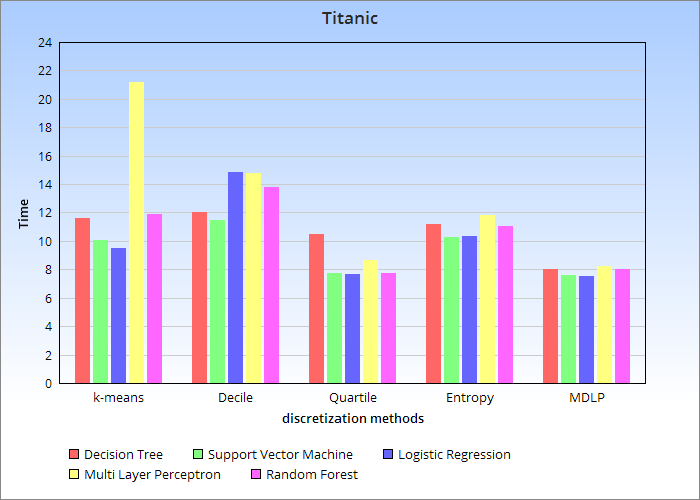 Titanic
24
22
20
18
16
14
12
10
8
6
4
2
0
Time
k-means Decile Quartile Entropy MDLP
discretization methods
Decision Tree Support Vector Machine Logistic Regression
Multi Layer Perceptron Random Forest